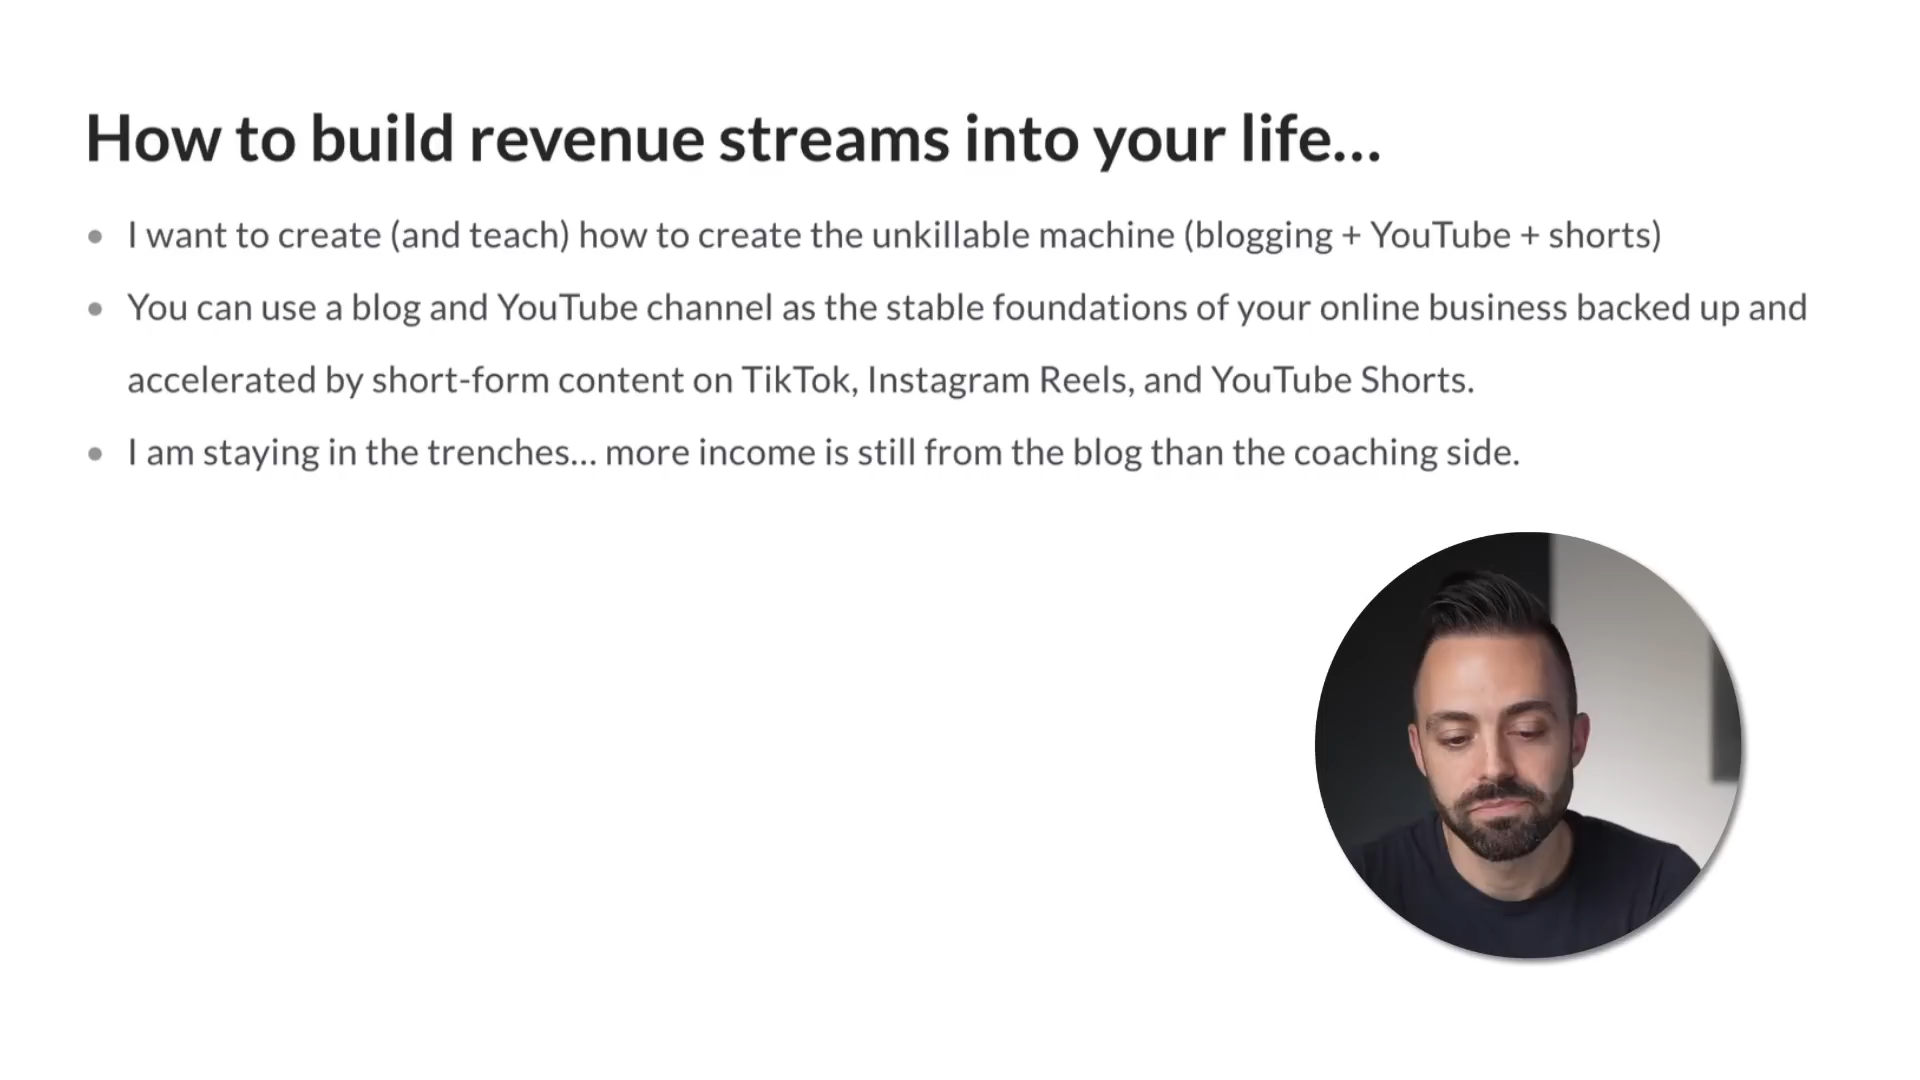 How to build revenue streams into your life...
• I want to create (and teach) how to create the unkillable machine (blogging + YouTube + shorts)
• You can use a blog and YouTube channel as the stable foundations of your online business backed up and
accelerated by short-form content on TikTok, Instagram Reels, and YouTube Shorts.
• I am staying in the trenches... more income is still from the blog than the coaching side.